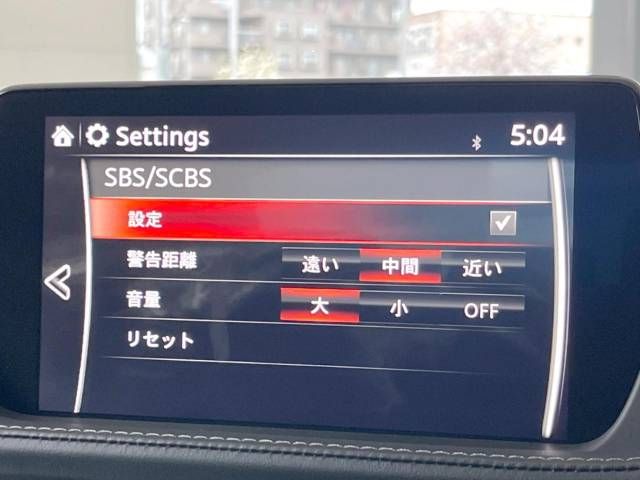 Settings 5:04
SBS/SCBS
設定
警告距離 遠い 中間 近い
音量 大 小 OFF
リセット